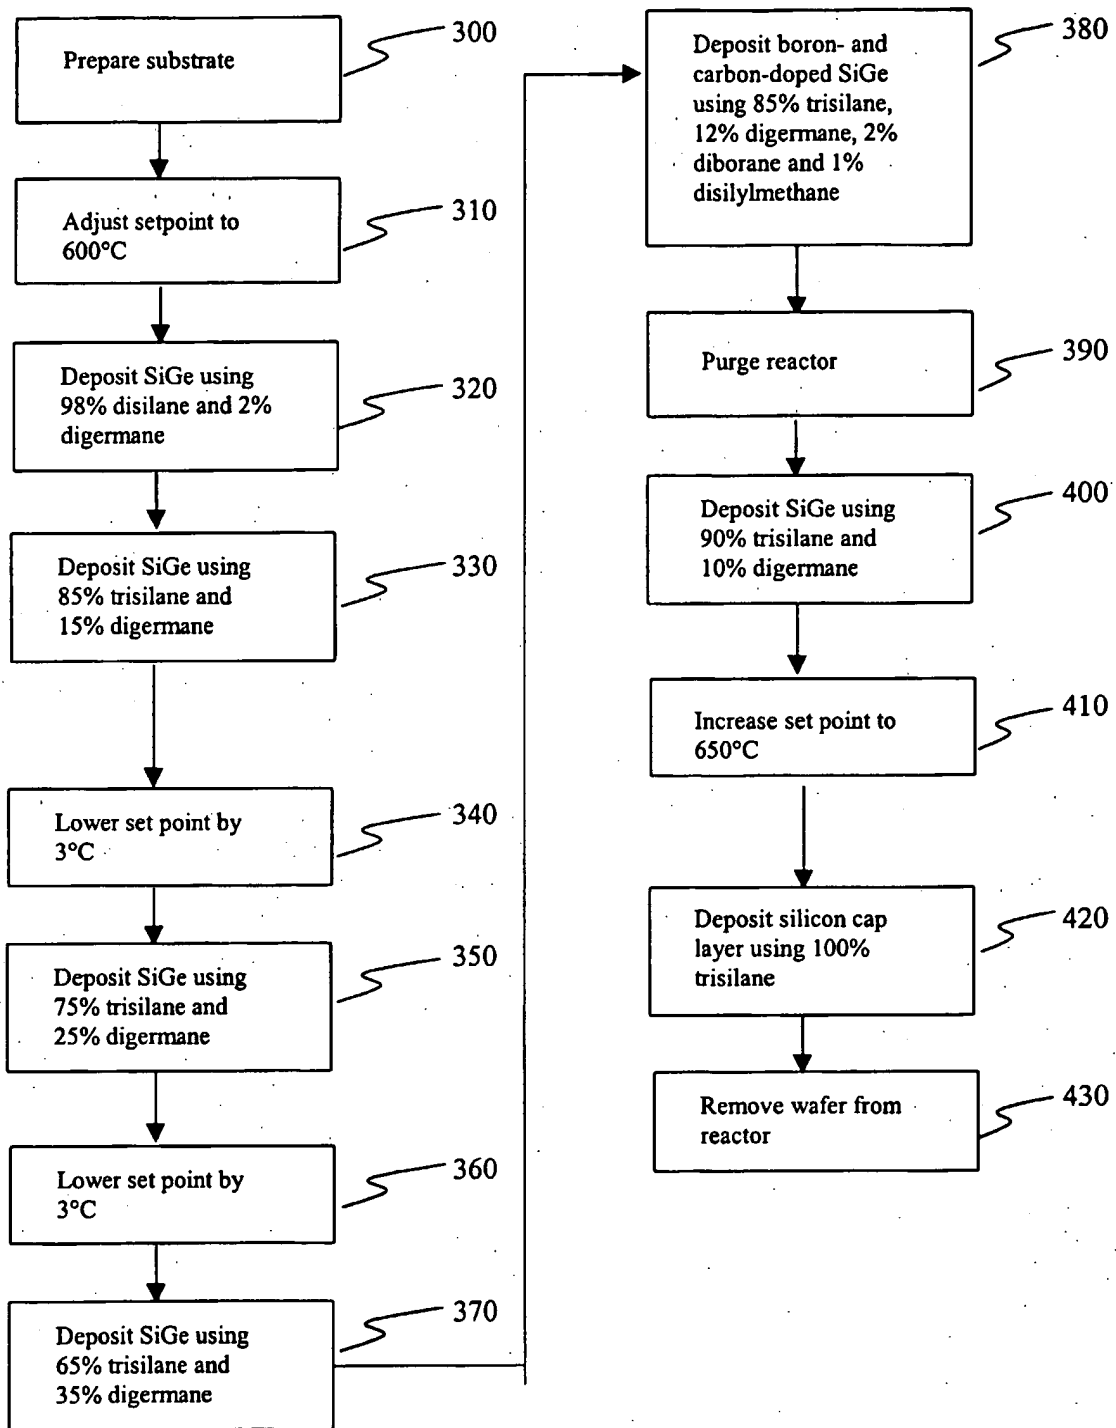 Prepare substrate
300
Adjust setpoint to
600°C
310
Deposit SiGe using
98% disilane and 2%
digermane
320
Deposit SiGe using
85% trisilane and
15% digermane
330
Lower set point by
3°C
340
Deposit SiGe using
75% trisilane and
25% digermane
350
Lower set point by
3°C
360
Deposit SiGe using
65% trisilane and
35% digermane
370
Deposit boron- and
carbon-doped SiGe
using 85% trisilane,
12% digermane, 2%
diborane and 1%
disilylmethane
380
Purge reactor
390
Deposit SiGe using
90% trisilane and
10% digermane
400
Increase set point to
650°C
410
Deposit silicon cap
layer using 100%
trisilane
420
Remove wafer from
reactor
430